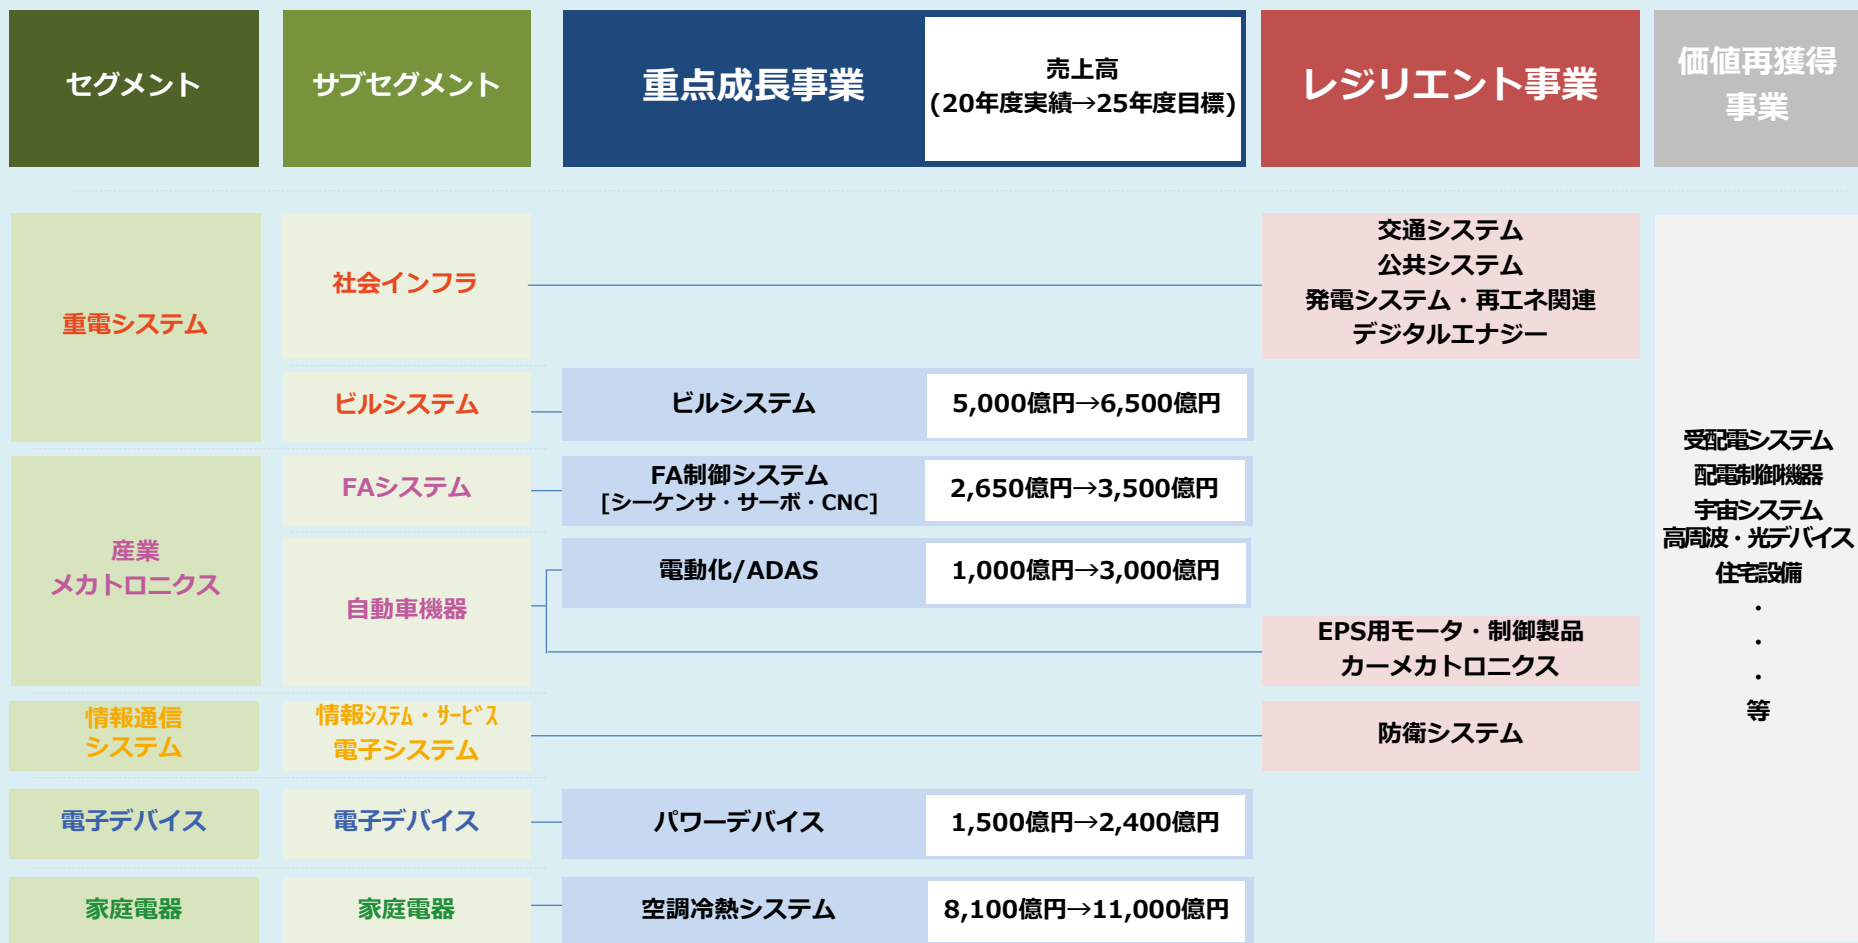 セグメント
サブセグメント
重点成長事業
売上高
(20年度実績→25年度目標)
レジリエント事業
価値再獲得
事業
重電システム
社会インフラ
交通システム
公共システム
発電システム・再エネ関連
デジタルエナジー
ビルシステム
ビルシステム
5,000億円→6,500億円
産業
メカトロニクス
FAシステム
FA制御システム
[シーケンサ・サーボ・CNC]
2,650億円→3,500億円
自動車機器
電動化/ADAS
1,000億円→3,000億円
EPS用モータ・制御製品
カーメカトロニクス
情報通信
システム
情報ｼｽﾃﾑ・ｻｰﾋﾞｽ
電子システム
防衛システム
電子デバイス
電子デバイス
パワーデバイス
1,500億円→2,400億円
家庭電器
家庭電器
空調冷熱システム
8,100億円→11,000億円
受配電システム
配電制御機器
宇宙システム
高周波・光デバイス
住宅設備
・
・
・
等